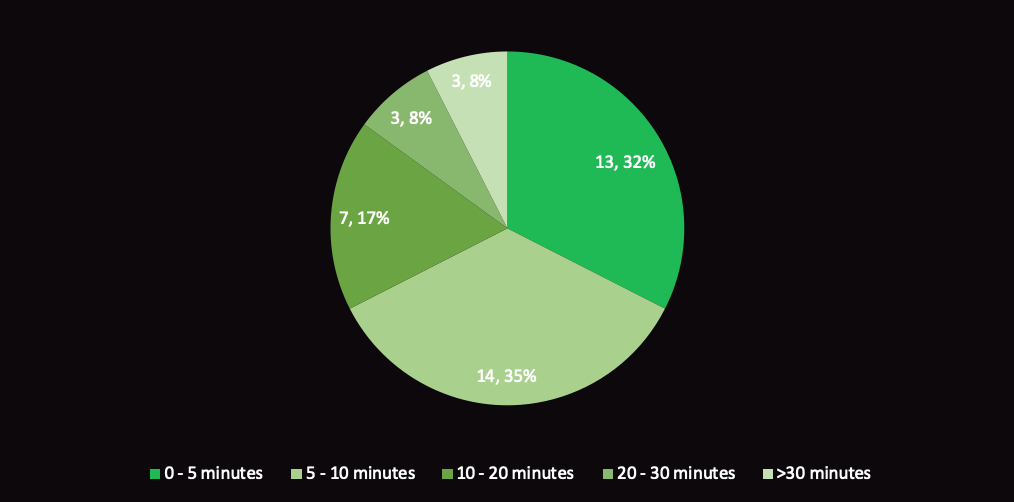 3, 8%
3, 8%
13, 32%
7, 17%
14, 35%
0 - 5 minutes
5 - 10 minutes
10 - 20 minutes
20 - 30 minutes
>30 minutes